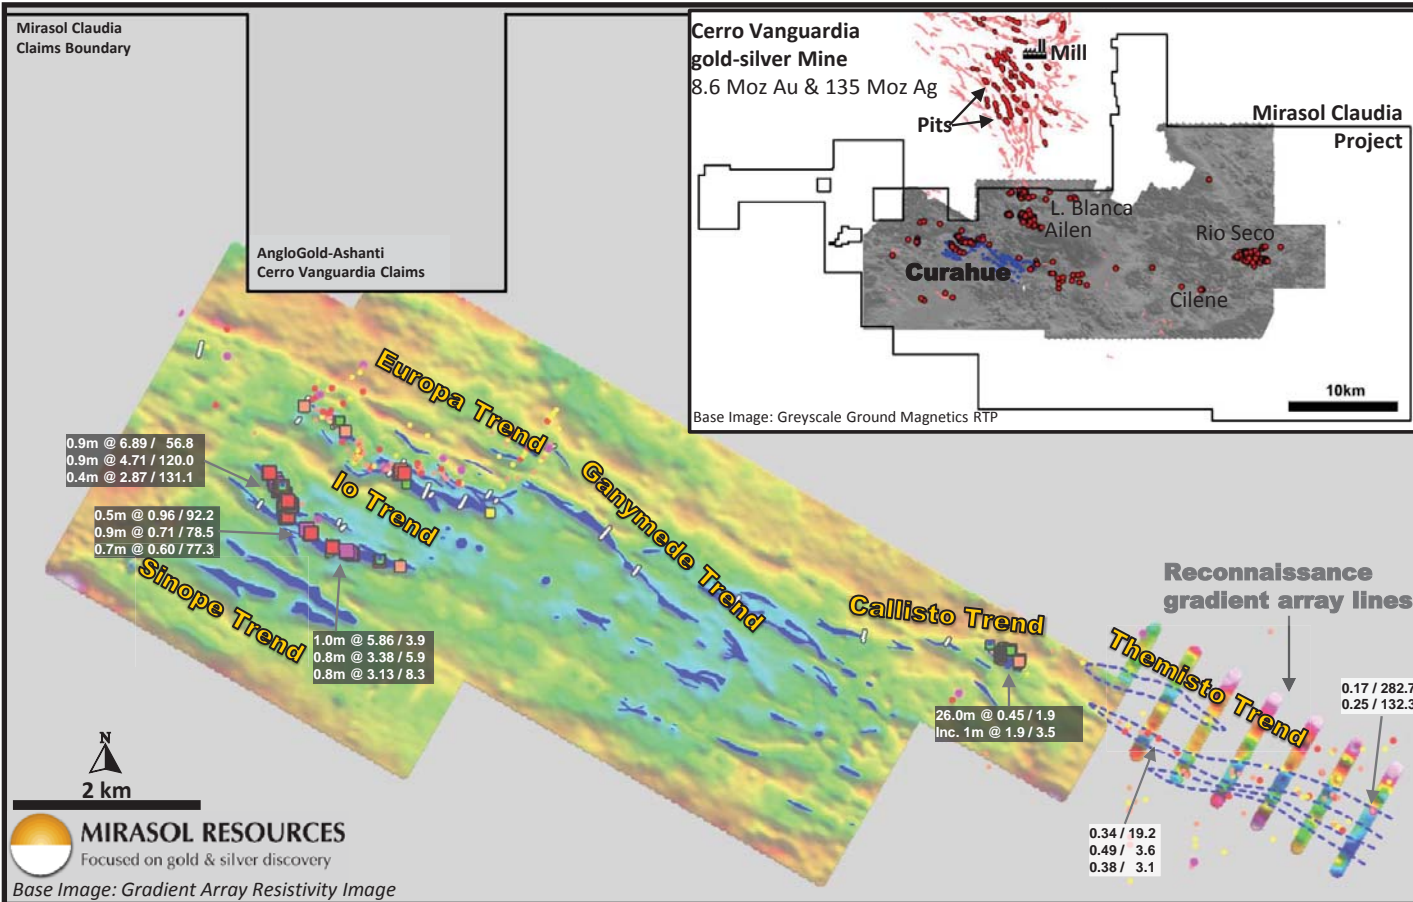 Mirasol Claudia
Claims Boundary
AngloGold-Ashanti
Cerro Vanguardia Claims
Cerro Vanguardia
gold-silver Mine
8.6 Moz Au & 135 Moz Ag
Mill
Pits
Mirasol Claudia
Project
L. Blanca
Ailen
Rio Seco
Curahue
Cilene
10km
Base Image: Greyscale Ground Magnetics RTP
Europa Trend
0.9m @ 6.89 / 56.8
0.9m @ 4.71 / 120.0
0.4m @ 2.87 / 131.1
Io Trend
Ganymede Trend
0.5m @ 0.96 / 92.2
0.9m @ 0.71 / 78.5
0.7m @ 0.60 / 77.3
Sinope Trend
1.0m @ 5.86 / 3.9
0.8m @ 3.38 / 5.9
0.8m @ 3.13 / 8.3
Callisto Trend
Reconnaissance
gradient array lines
Themisto Trend
26.0m @ 0.45 / 1.9
Inc. 1m @ 1.9 / 3.5
0.17 / 282.7
0.25 / 132.3
0.34 / 19.2
0.49 / 3.6
0.38 / 3.1
N
2 km
MIRASOL RESOURCES
Focused on gold & silver discovery
Base Image: Gradient Array Resistivity Image